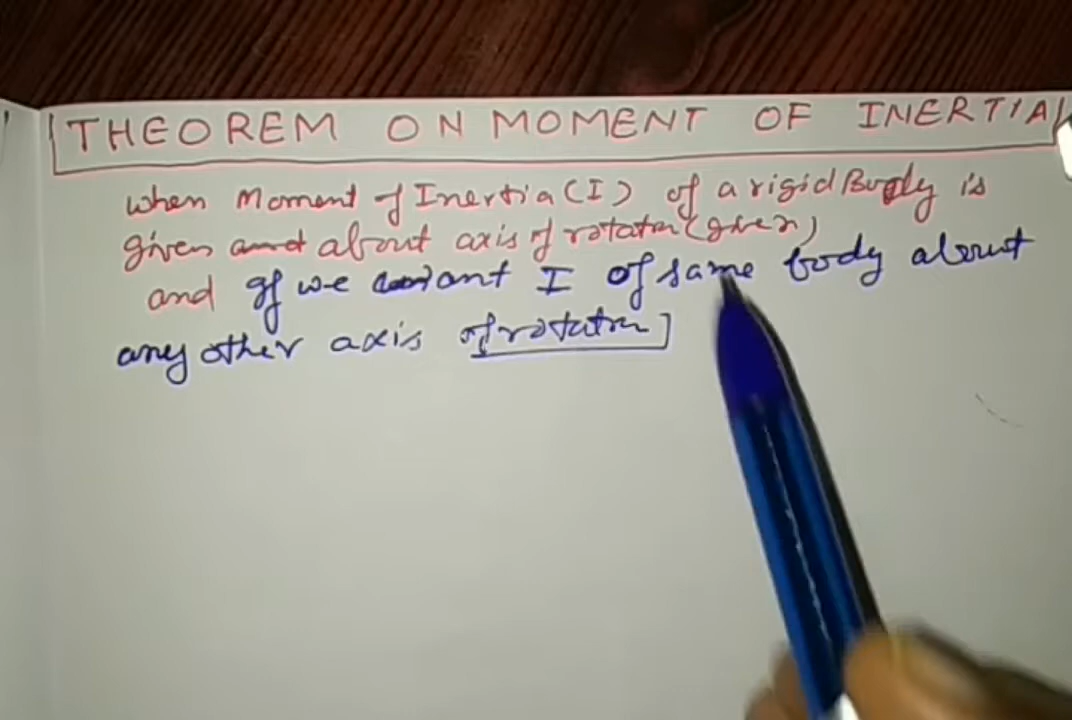 THEOREM ON MOMENT OF INERTIA
when Moment of Inertia (I) of a rigid Body is
given about axis of rotation (given)
and if we want I of same body about
any other axis of rotation]